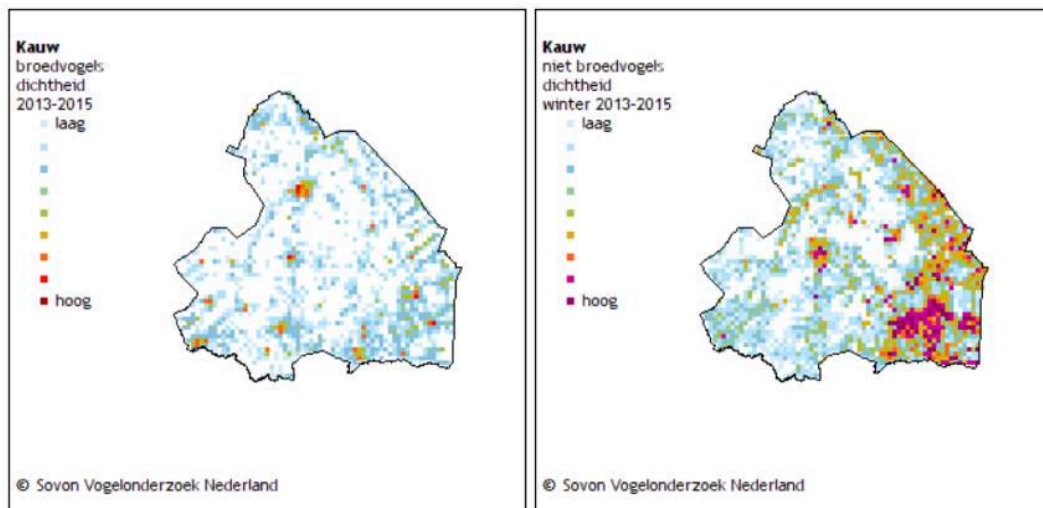 Kauw
broedvogels
dichtheid
2013-2015
laag
hoog
© Sovon Vogelonderzoek Nederland
Kauw
niet broedvogels
dichtheid
winter 2013-2015
laag
hoog
© Sovon Vogelonderzoek Nederland